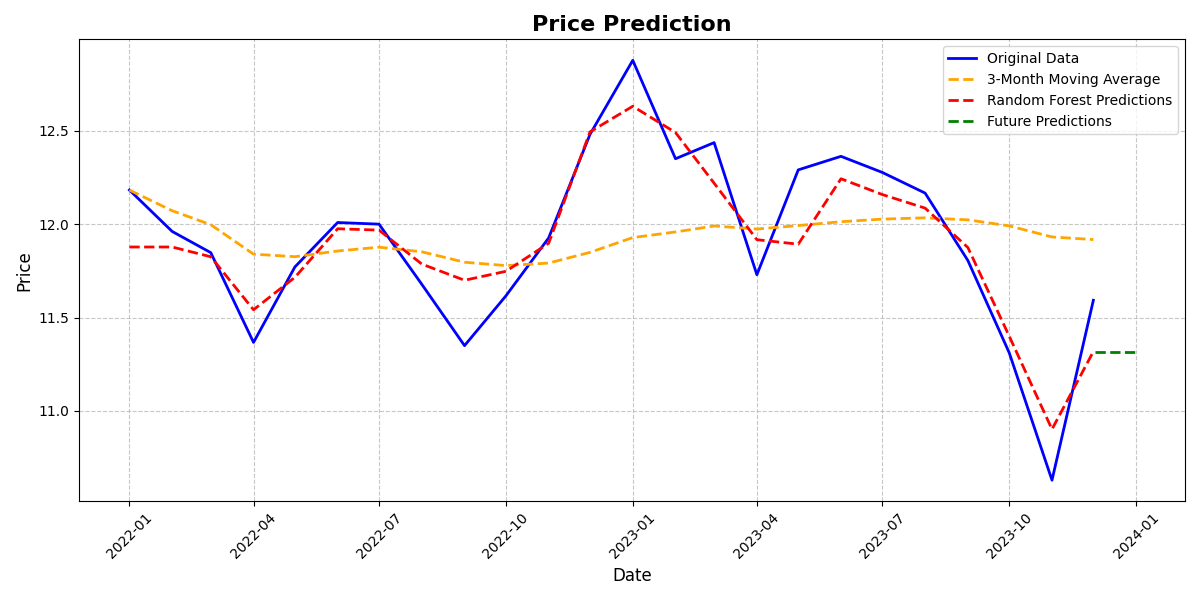 Price Prediction
Original Data
3-Month Moving Average
Random Forest Predictions
Future Predictions
Price
12.5
12.0
11.5
11.0
2022-01
2022-04
2022-07
2022-10
2023-01
2023-04
2023-07
2023-10
2024-01
Date